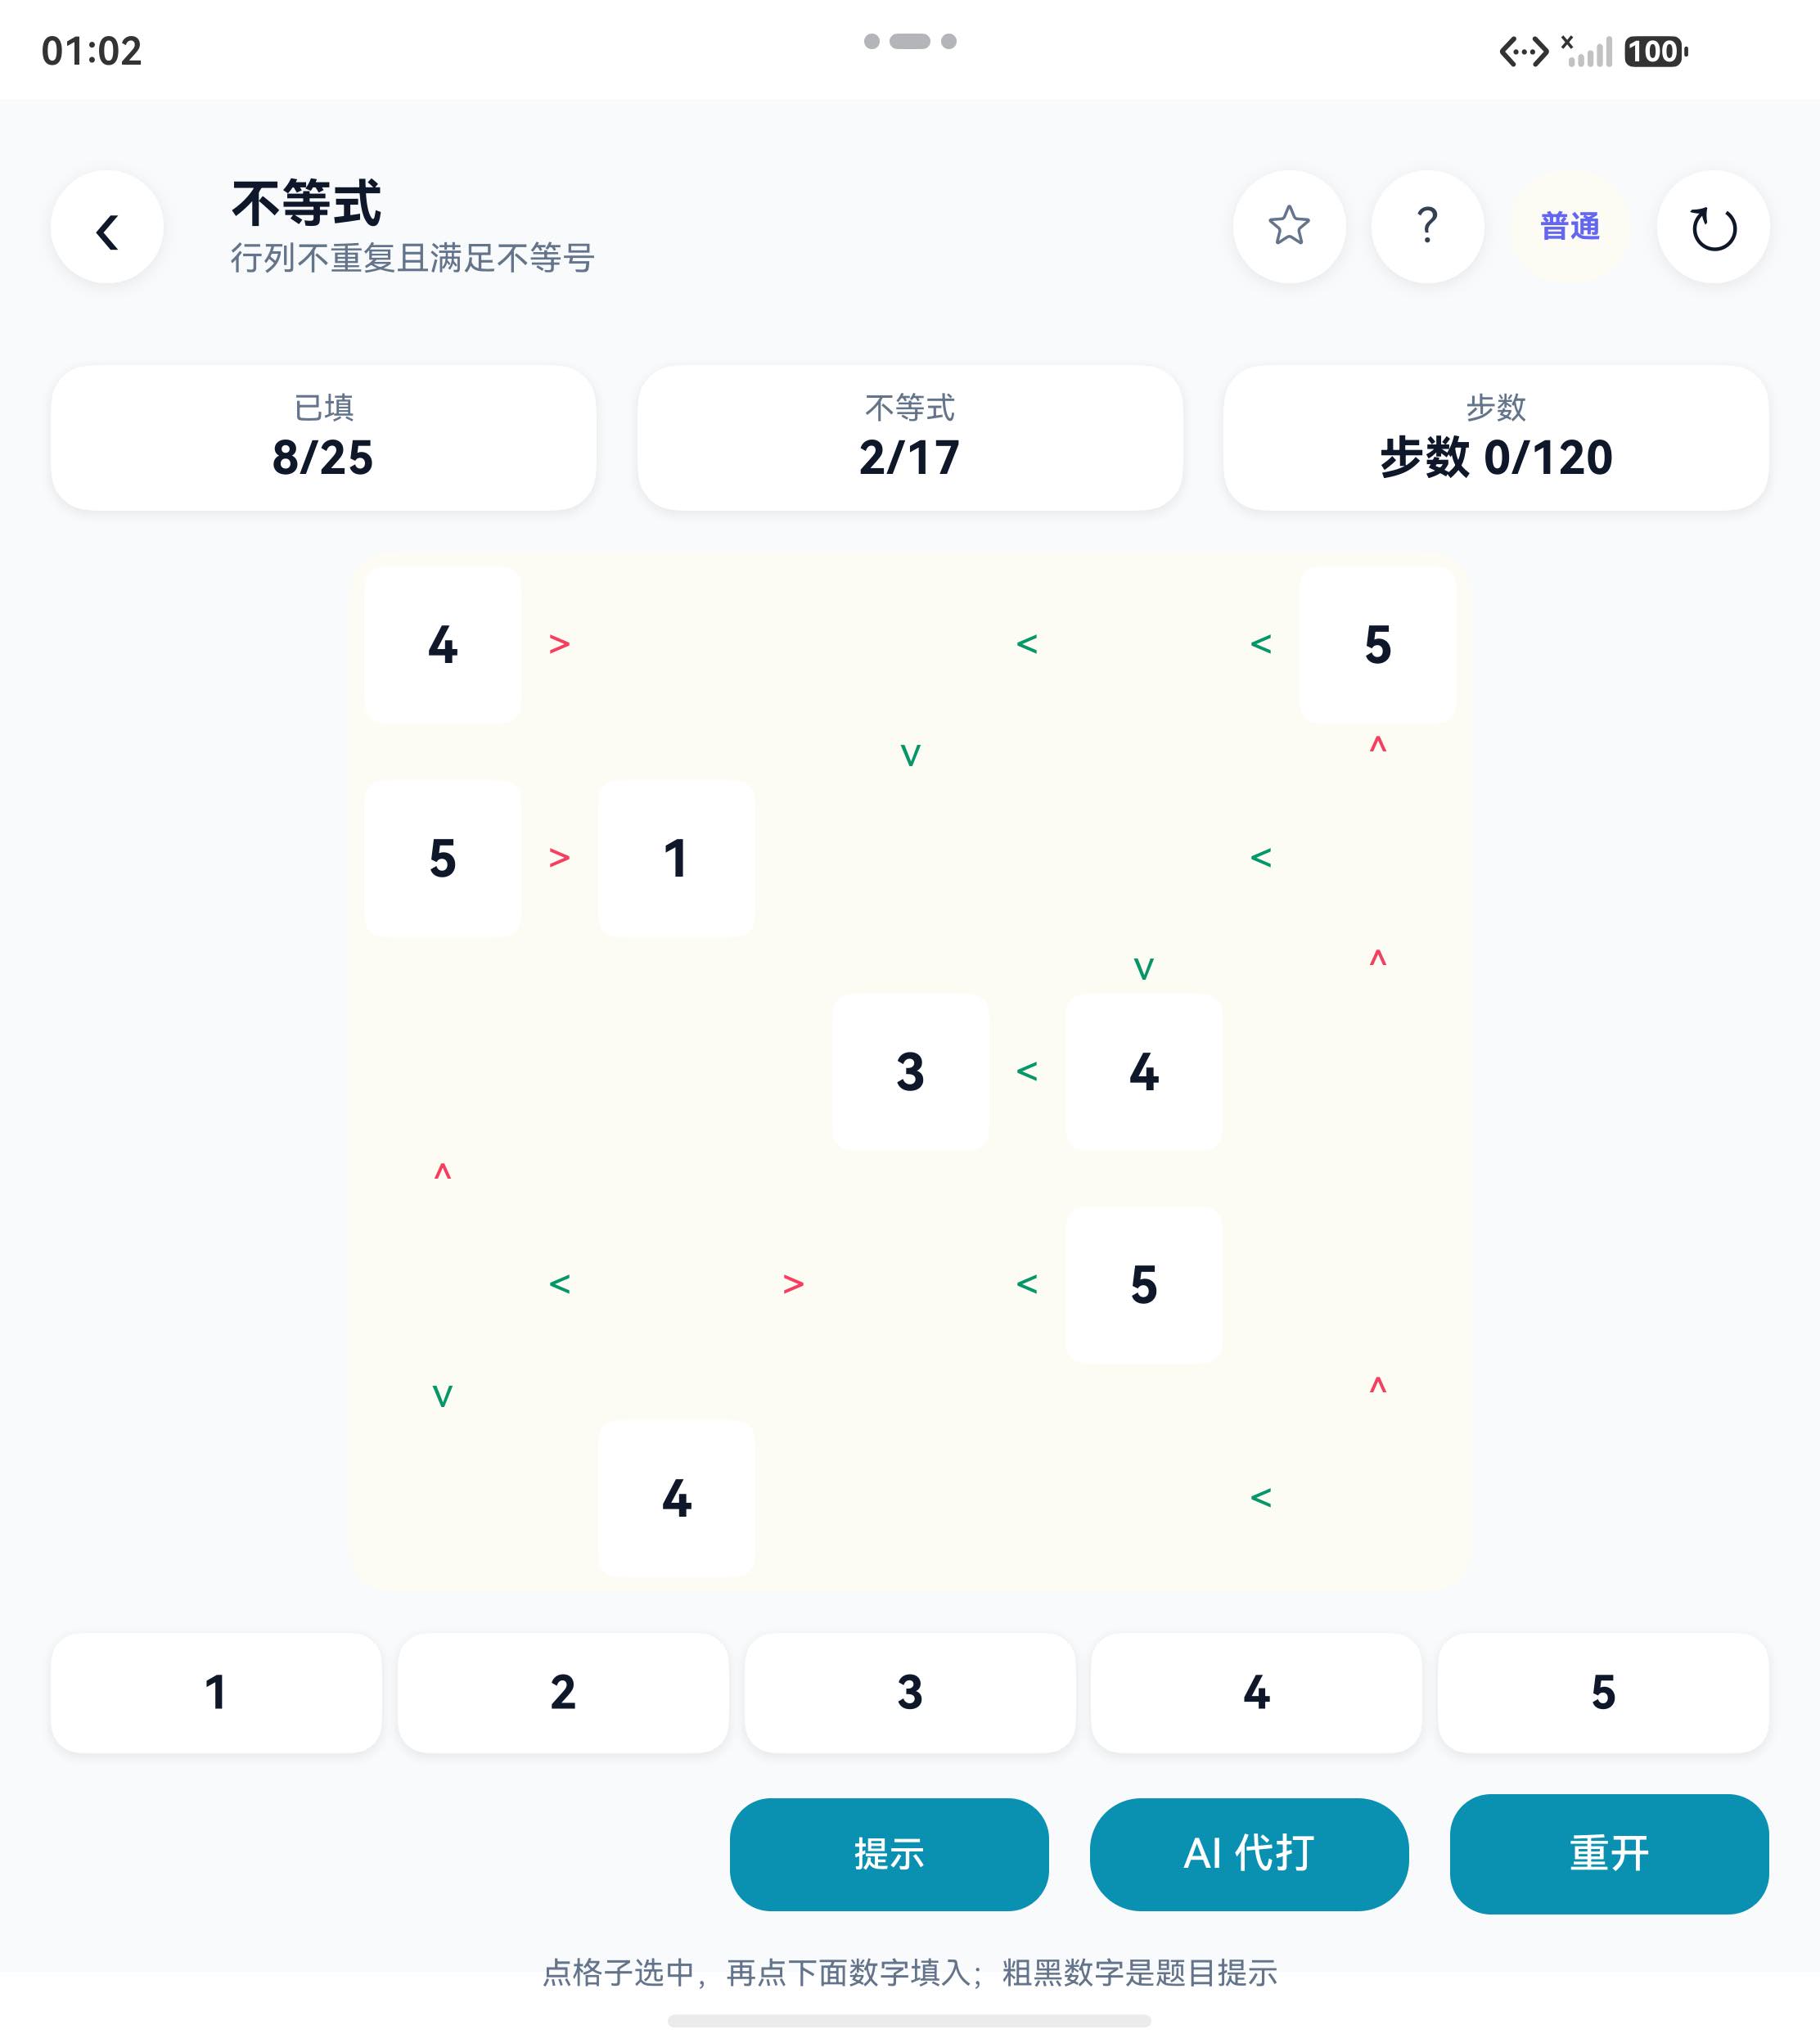 01:02
100
不等式
行列不重复且满足不等号
?
普通
已填
8/25
不等式
2/17
步数
步数 0/120
4 > < < 5
v ^
5 > 1 <
v ^
3 < 4
^
< > < 5
v ^
4 <
1 2 3 4 5
提示
AI 代打
重开
点格子选中，再点下面数字填入；粗黑数字是题目提示